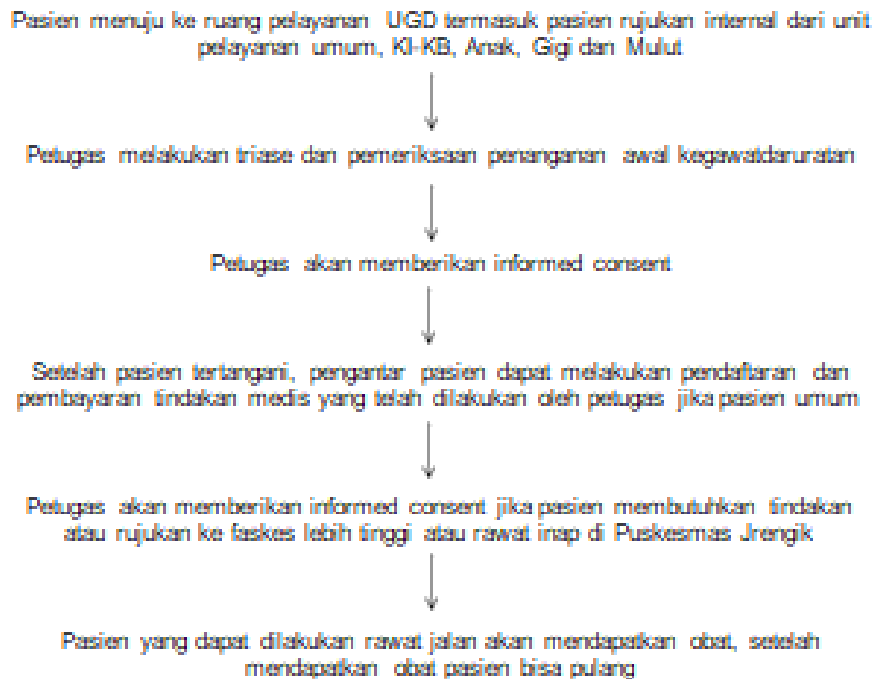 Pasien menuju ke ruang pelayanan UGD termasuk pasien rujukan internal dari unit
pelayanan umum, KI-KB, Anak, Gigi dan Mulut
Petugas melakukan triase dan pemeriksaan penanganan awal kegawatdaruratan
Petugas akan memberikan informed consent
Setelah pasien tertangani, pengantar pasien dapat melakukan pendaftaran dan
pembayaran tindakan medis yang telah dilakukan oleh petugas jika pasien umum
Petugas akan memberikan informed consent jika pasien membutuhkan tindakan
atau rujukan ke faskes lebih tinggi atau rawat inap di Puskesmas Jrengik
Pasien yang dapat dilakukan rawat jalan akan mendapatkan obat, setelah
mendapatkan obat pasien bisa pulang